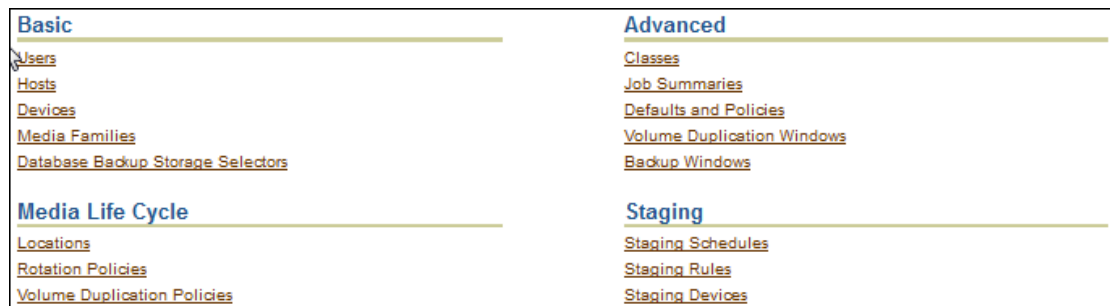 Basic
Users
Hosts
Devices
Media Families
Database Backup Storage Selectors
Advanced
Classes
Job Summaries
Defaults and Policies
Volume Duplication Windows
Backup Windows
Media Life Cycle
Locations
Rotation Policies
Volume Duplication Policies
Staging
Staging Schedules
Staging Rules
Staging Devices